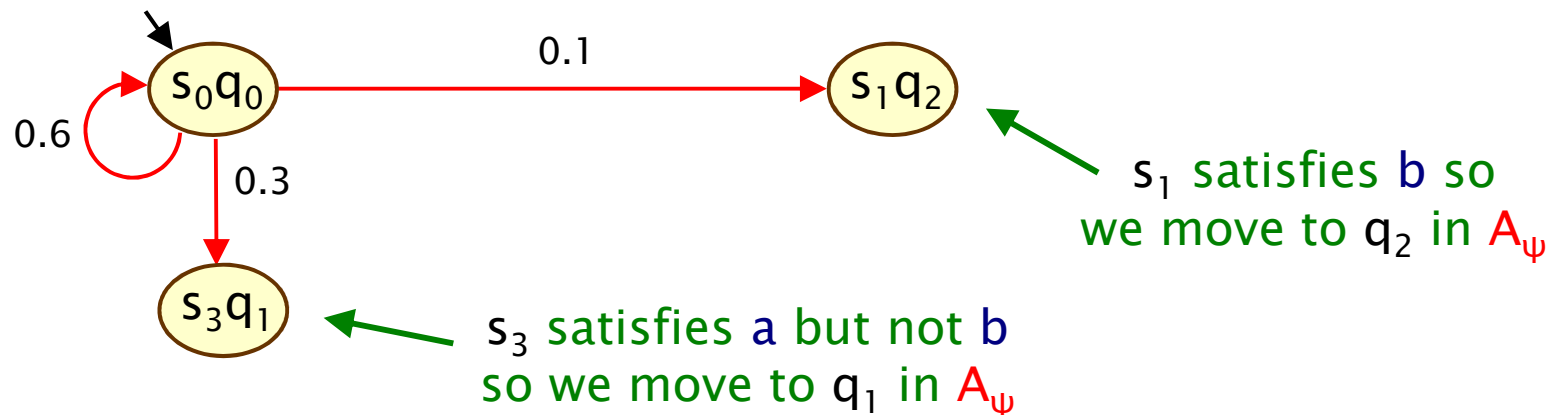 0.1
s₀q₀
s₁q₂
0.6
0.3
s₁ satisfies b so
we move to q₂ in Aψ
s₃q₁
s₃ satisfies a but not b
so we move to q₁ in Aψ